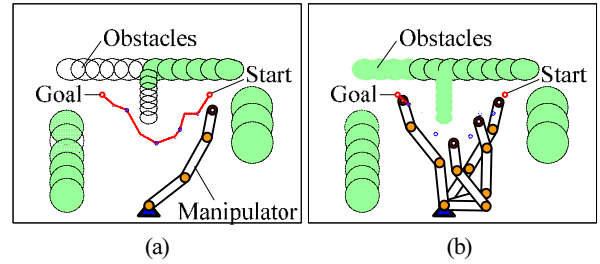 Obstacles
Start
Goal
Manipulator
(a)
Obstacles
Goal
Start
(b)